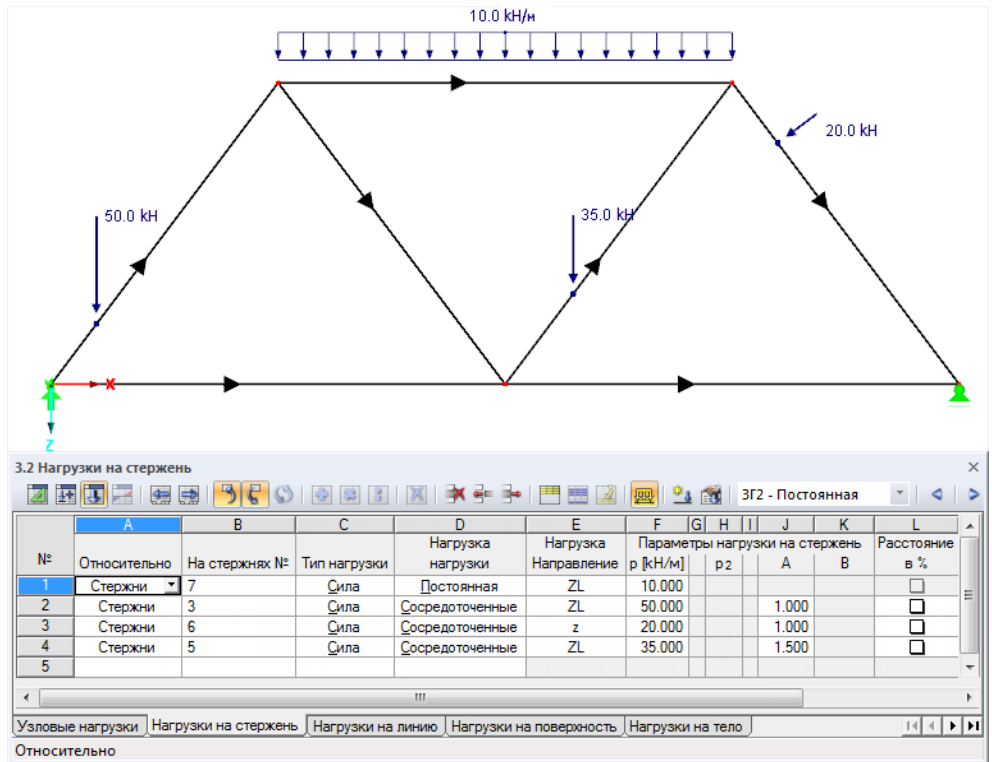 10.0 kH/м
20.0 kH
50.0 kH
35.0 kH
X
Z
3.2 Нагрузки на стержень
ЗГ2 - Постоянная
A B C D E F G H I J K L
№ Относительно На стержнях № Тип нагрузки Нагрузка нагрузки Нагрузка Направление Параметры нагрузки на стержень p [kH/м] p2 A B Расстояние в %
1 Стержни 7 Сила Постоянная ZL 10.000
2 Стержни 3 Сила Сосредоточенные ZL 50.000 1.000
3 Стержни 6 Сила Сосредоточенные z 20.000 1.000
4 Стержни 5 Сила Сосредоточенные ZL 35.000 1.500
5
Узловые нагрузки Нагрузки на стержень Нагрузки на линию Нагрузки на поверхность Нагрузки на тело
Относительно